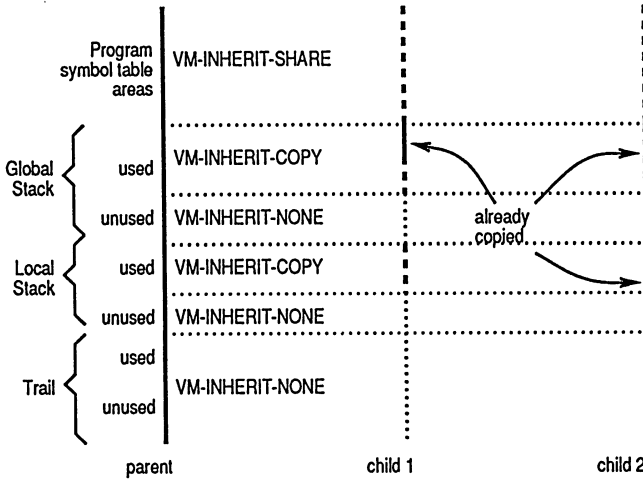 Program
symbol table
areas
VM-INHERIT-SHARE
Global
Stack
used
VM-INHERIT-COPY
unused
VM-INHERIT-NONE
already
copied
Local
Stack
used
VM-INHERIT-COPY
unused
VM-INHERIT-NONE
Trail
used
VM-INHERIT-NONE
unused
parent
child 1
child 2